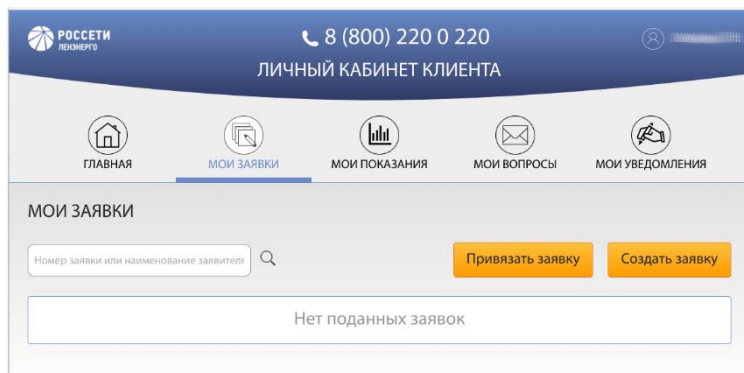 РОССЕТИ
ЛЕНЭНЕРГО
8 (800) 220 0 220
ЛИЧНЫЙ КАБИНЕТ КЛИЕНТА
ГЛАВНАЯ
МОИ ЗАЯВКИ
МОИ ПОКАЗАНИЯ
МОИ ВОПРОСЫ
МОИ УВЕДОМЛЕНИЯ
МОИ ЗАЯВКИ
Номер заявки или наименование заявителя
Привязать заявку
Создать заявку
Нет поданных заявок